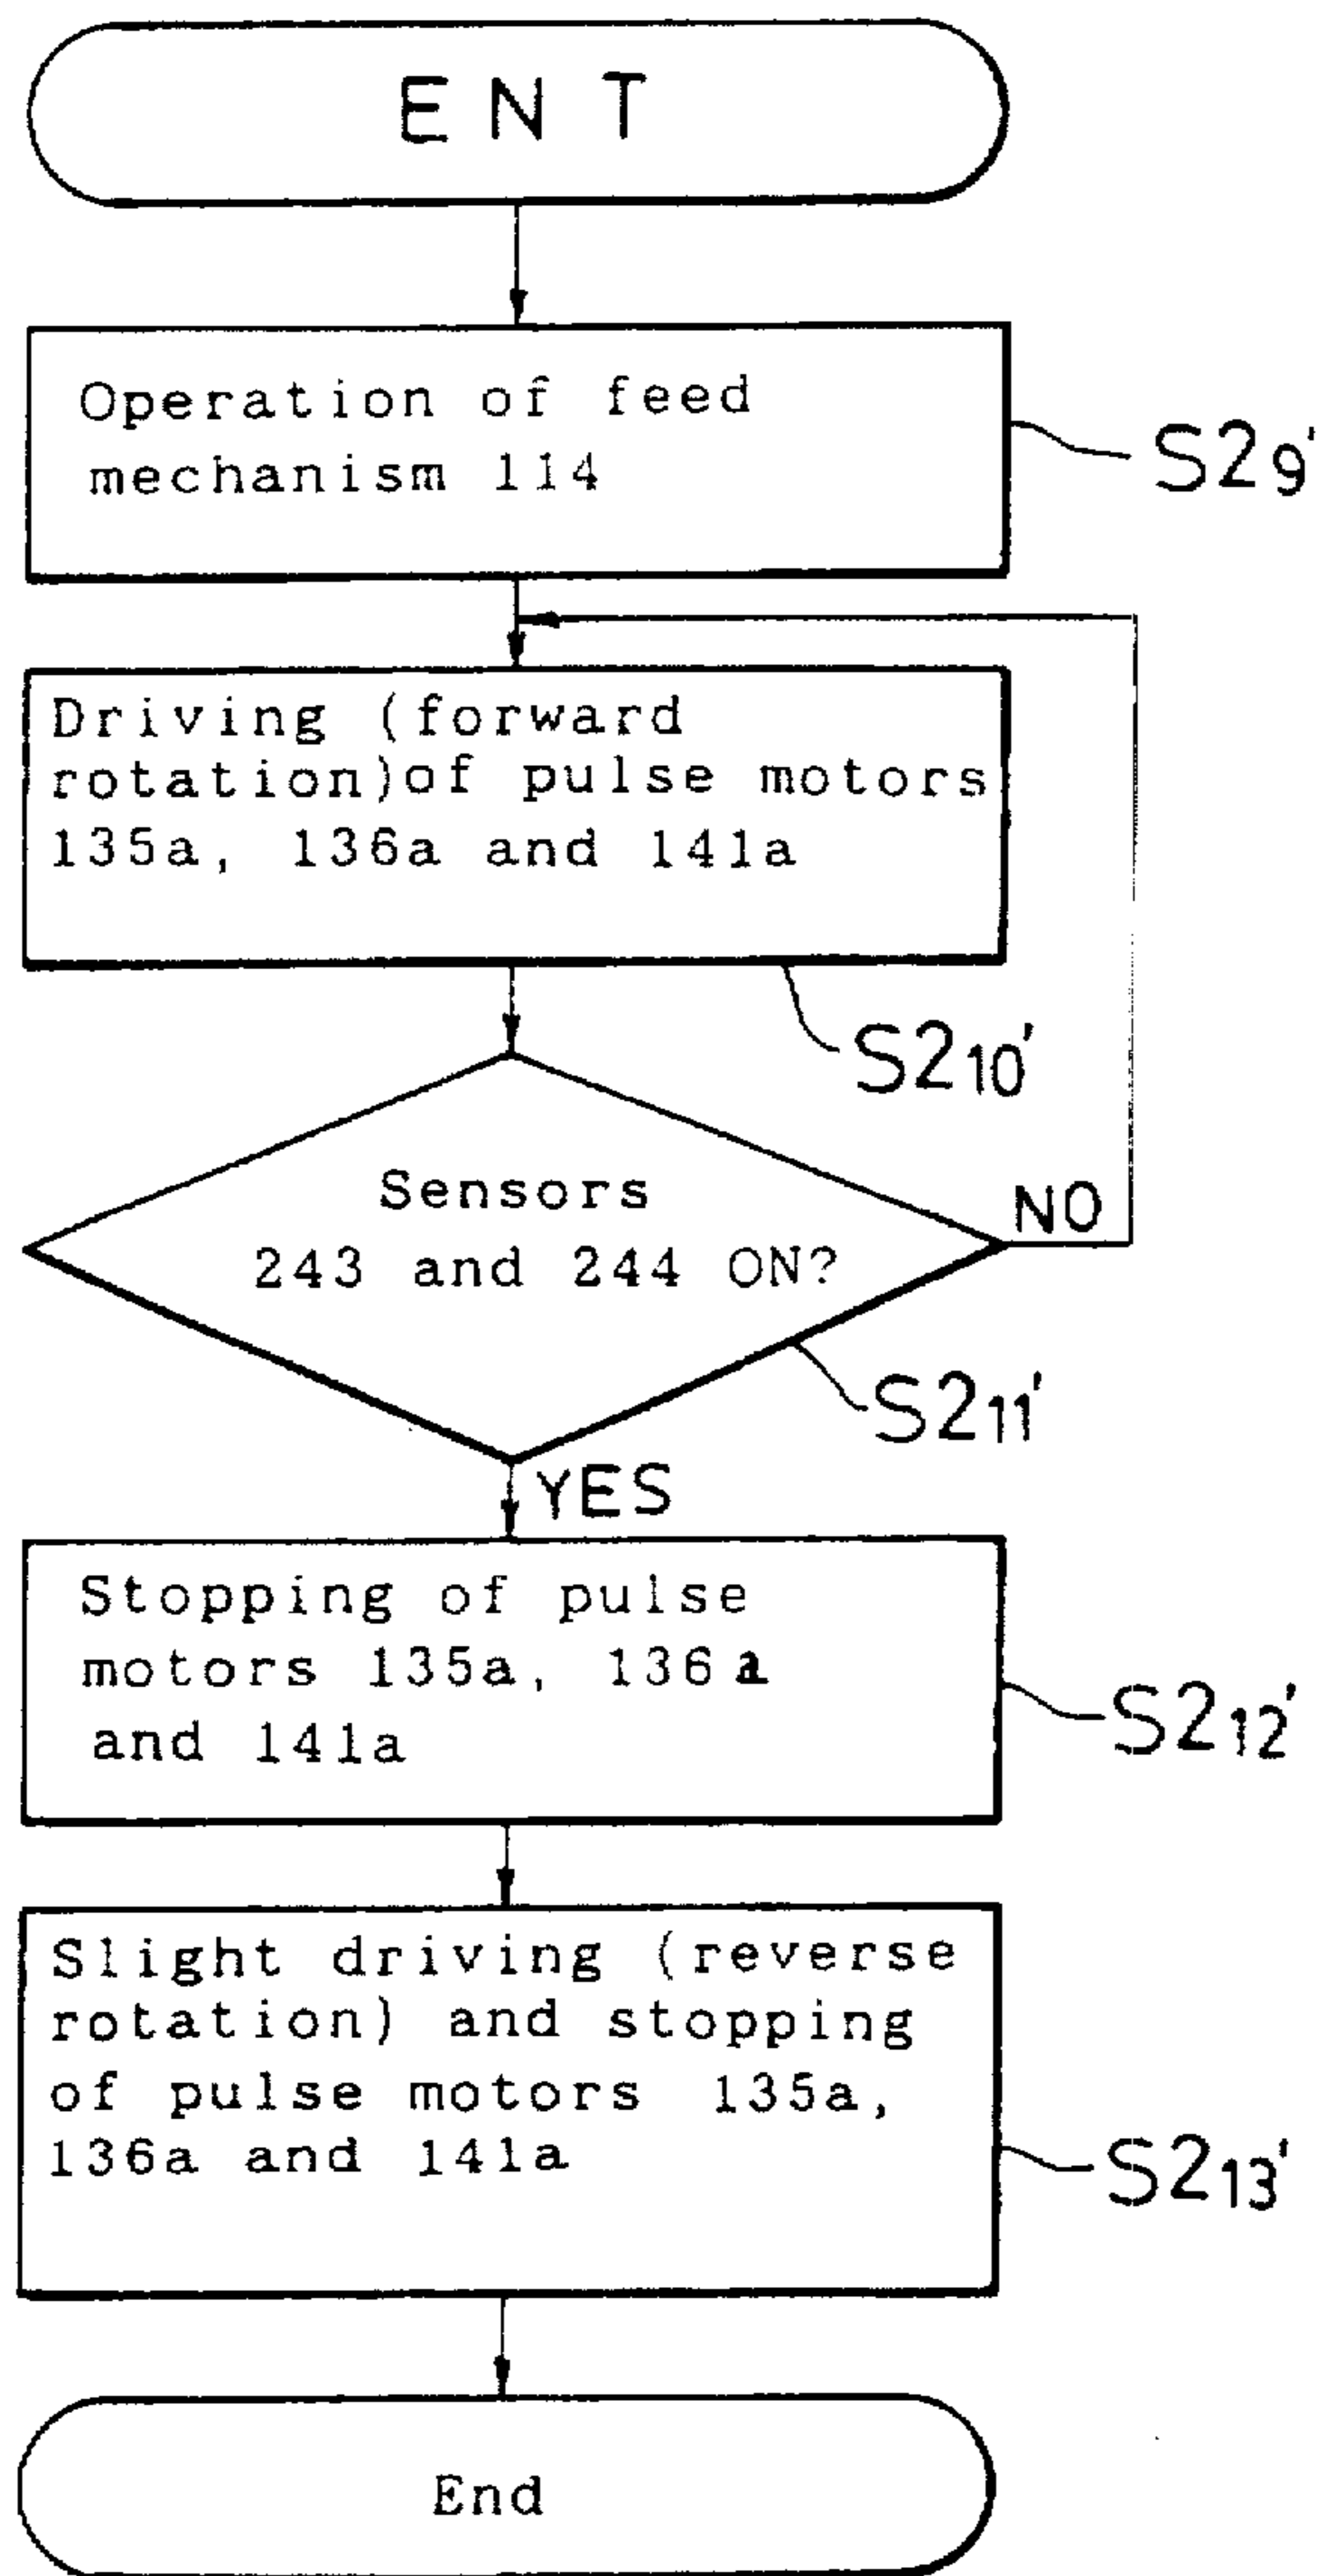 ENT
Operation of feed
mechanism 114
S29'
Driving (forward
rotation)of pulse motors
135a, 136a and 141a
S210'
Sensors
243 and 244 ON?
NO
S211'
YES
Stopping of pulse
motors 135a, 136a
and 141a
S212'
Slight driving (reverse
rotation) and stopping
of pulse motors 135a,
136a and 141a
S213'
End